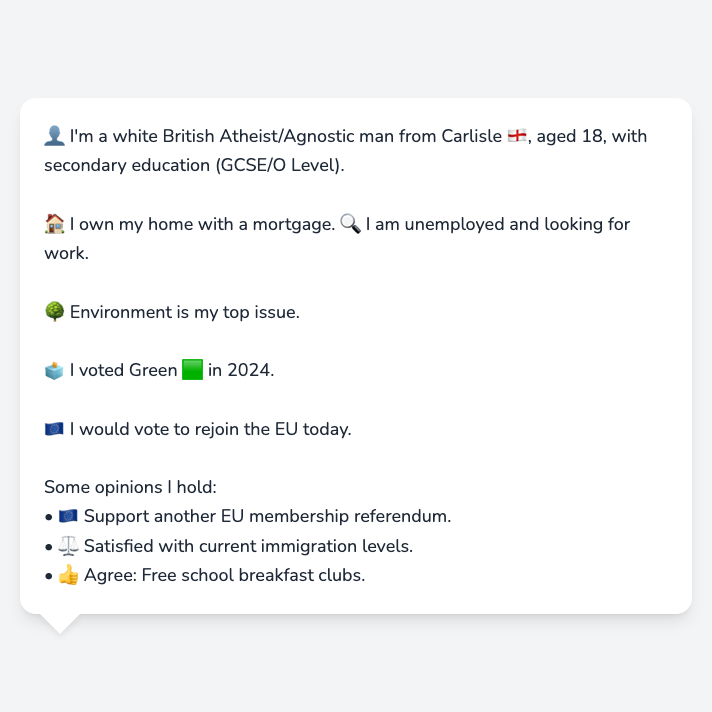 👤 I'm a white British Atheist/Agnostic man from Carlisle 🏴󠁧󠁢󠁥󠁮󠁧󠁿, aged 18, with
secondary education (GCSE/O Level).
🏠 I own my home with a mortgage. 🔍 I am unemployed and looking for
work.
🌳 Environment is my top issue.
🗳️ I voted Green 🟩 in 2024.
🇪🇺 I would vote to rejoin the EU today.
Some opinions I hold:
• 🇪🇺 Support another EU membership referendum.
• ⚖️ Satisfied with current immigration levels.
• 👍 Agree: Free school breakfast clubs.